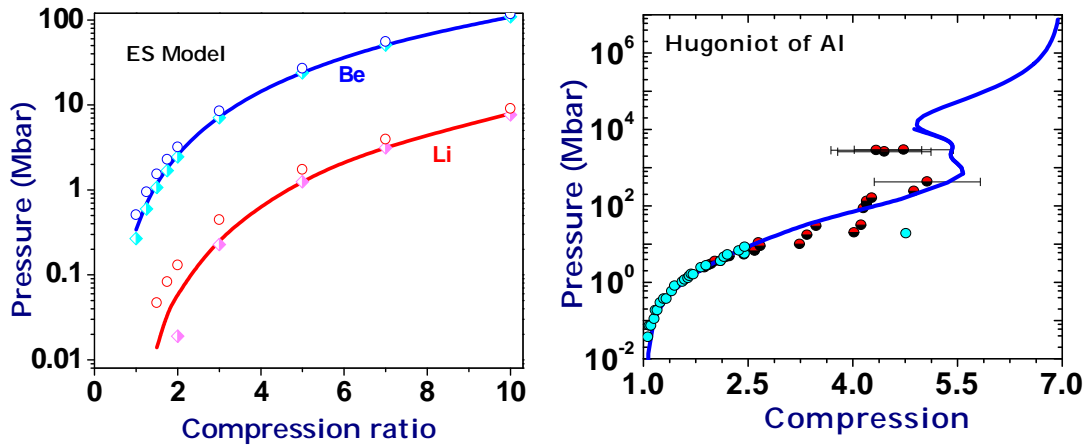 ES Model
Be
Li
Pressure (Mbar)
100
10
1
0.1
0.01
0 2 4 6 8 10
Compression ratio
Hugoniot of Al
Pressure (Mbar)
10^6
10^4
10^2
10^0
10^-2
1.0 2.5 4.0 5.5 7.0
Compression